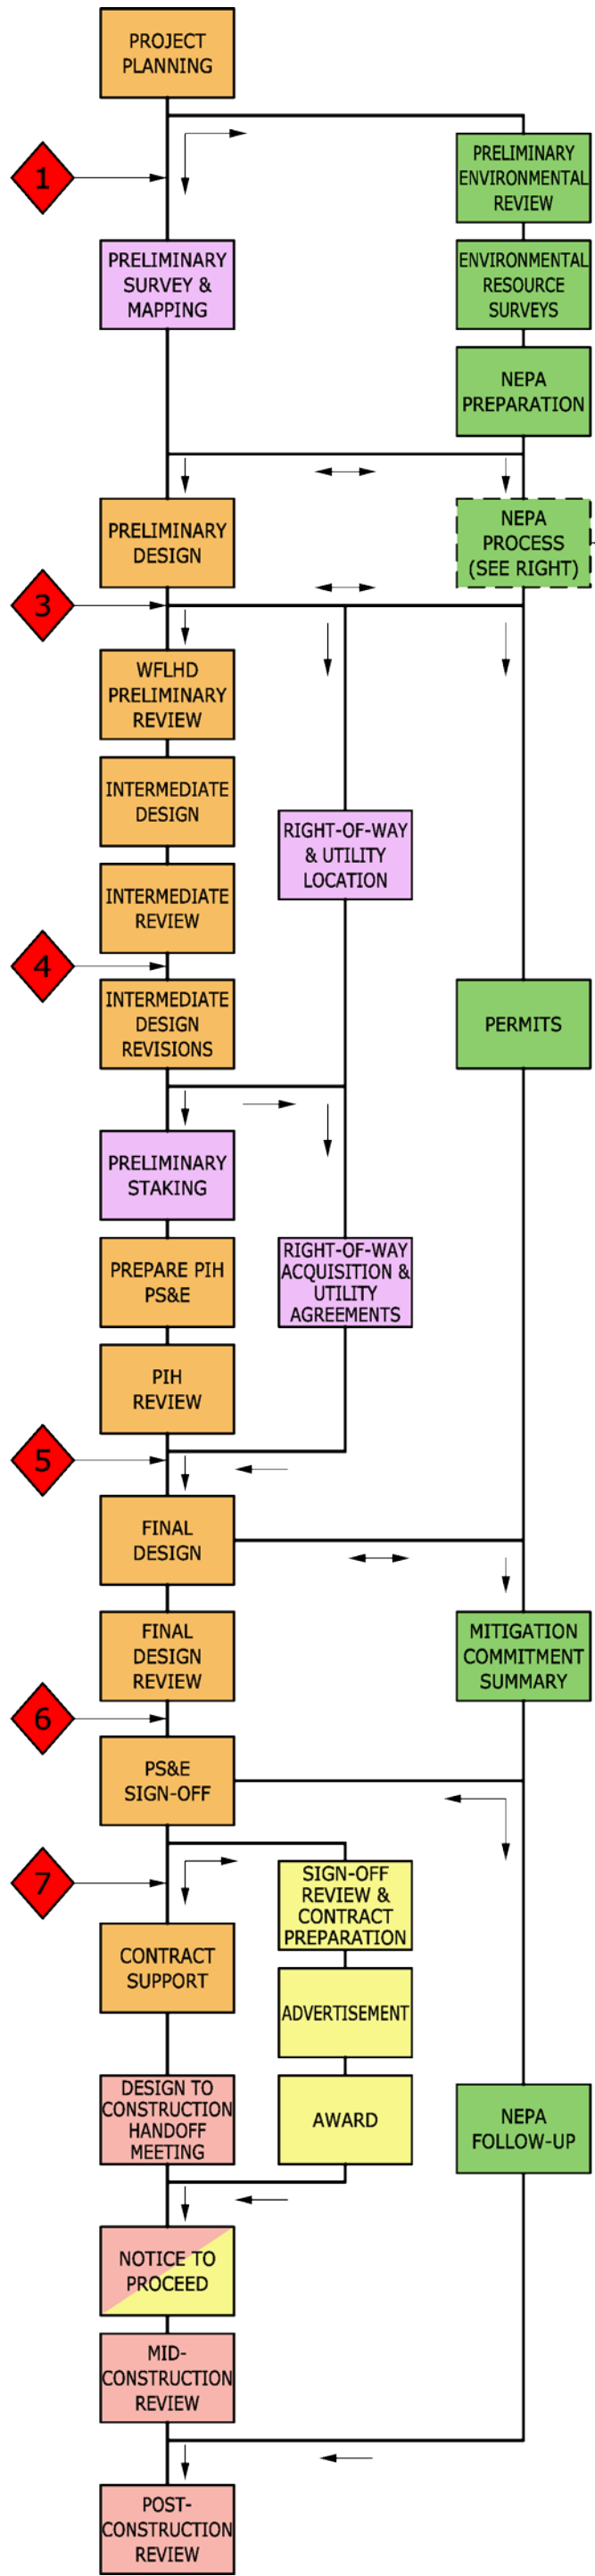 PROJECT
PLANNING
1
PRELIMINARY
ENVIRONMENTAL
REVIEW
PRELIMINARY
SURVEY &
MAPPING
ENVIRONMENTAL
RESOURCE
SURVEYS
NEPA
PREPARATION
PRELIMINARY
DESIGN
NEPA
PROCESS
(SEE RIGHT)
3
WFLHD
PRELIMINARY
REVIEW
INTERMEDIATE
DESIGN
RIGHT-OF-WAY
& UTILITY
LOCATION
INTERMEDIATE
REVIEW
4
INTERMEDIATE
DESIGN
REVISIONS
PERMITS
PRELIMINARY
STAKING
PREPARE PIH
PS&E
RIGHT-OF-WAY
ACQUISITION &
UTILITY
AGREEMENTS
PIH
REVIEW
5
FINAL
DESIGN
FINAL
DESIGN
REVIEW
MITIGATION
COMMITMENT
SUMMARY
6
PS&E
SIGN-OFF
7
SIGN-OFF
REVIEW &
CONTRACT
PREPARATION
CONTRACT
SUPPORT
ADVERTISEMENT
DESIGN TO
CONSTRUCTION
HANDOFF
MEETING
AWARD
NEPA
FOLLOW-UP
NOTICE TO
PROCEED
MID-
CONSTRUCTION
REVIEW
POST-
CONSTRUCTION
REVIEW